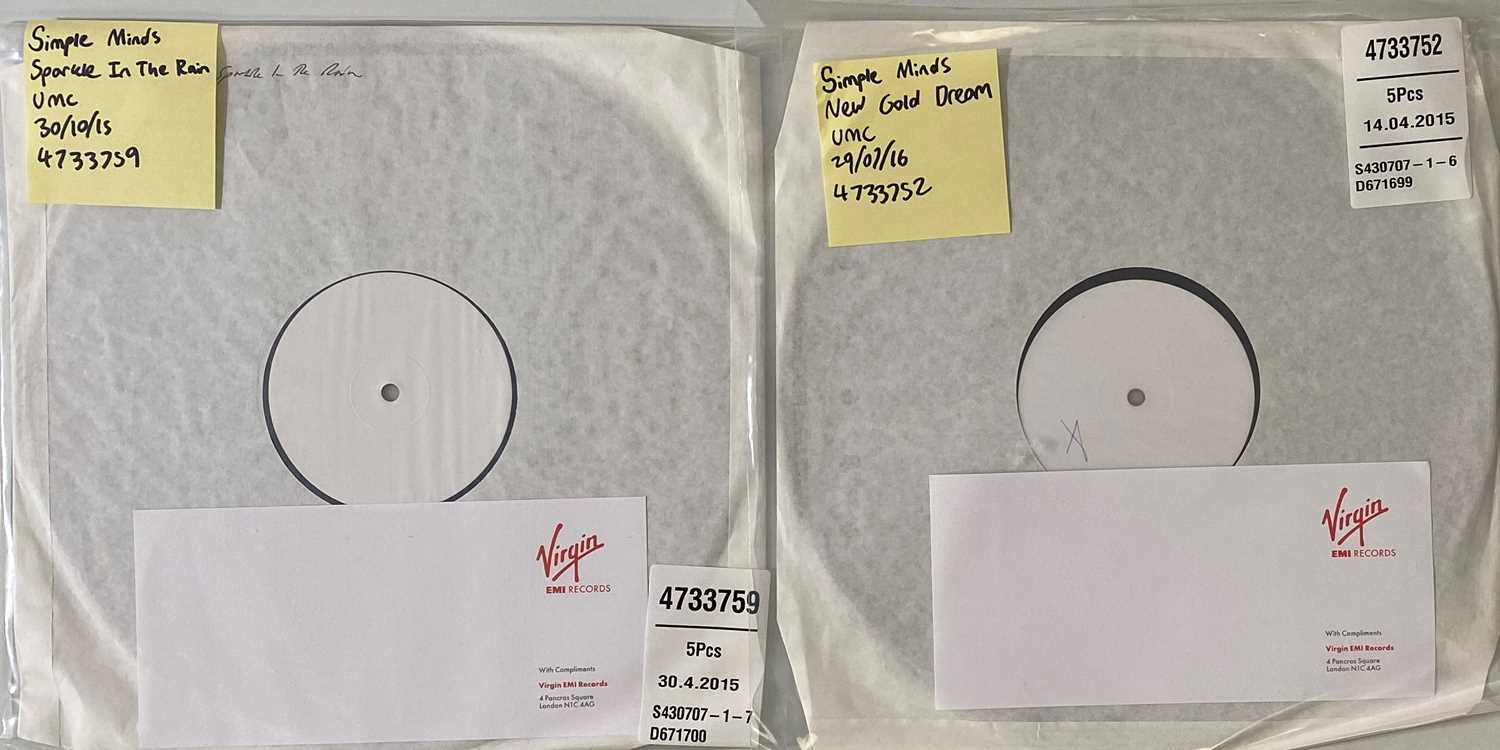 Simple Minds
Sparkle In The Rain
UMC
30/10/15
4733759
Sparkle In The Rain
Virgin
EMI RECORDS
With Compliments
Virgin EMI Records
4 Pancras Square
London N1C 4AG
4733759
5Pcs
30.4.2015
S430707-1-7
D671700
Simple Minds
New Gold Dream
UMC
29/07/16
4733752
4733752
5Pcs
14.04.2015
S430707-1-6
D671699
A
Virgin
EMI RECORDS
With Compliments
Virgin EMI Records
4 Pancras Square
London N1C 4AG